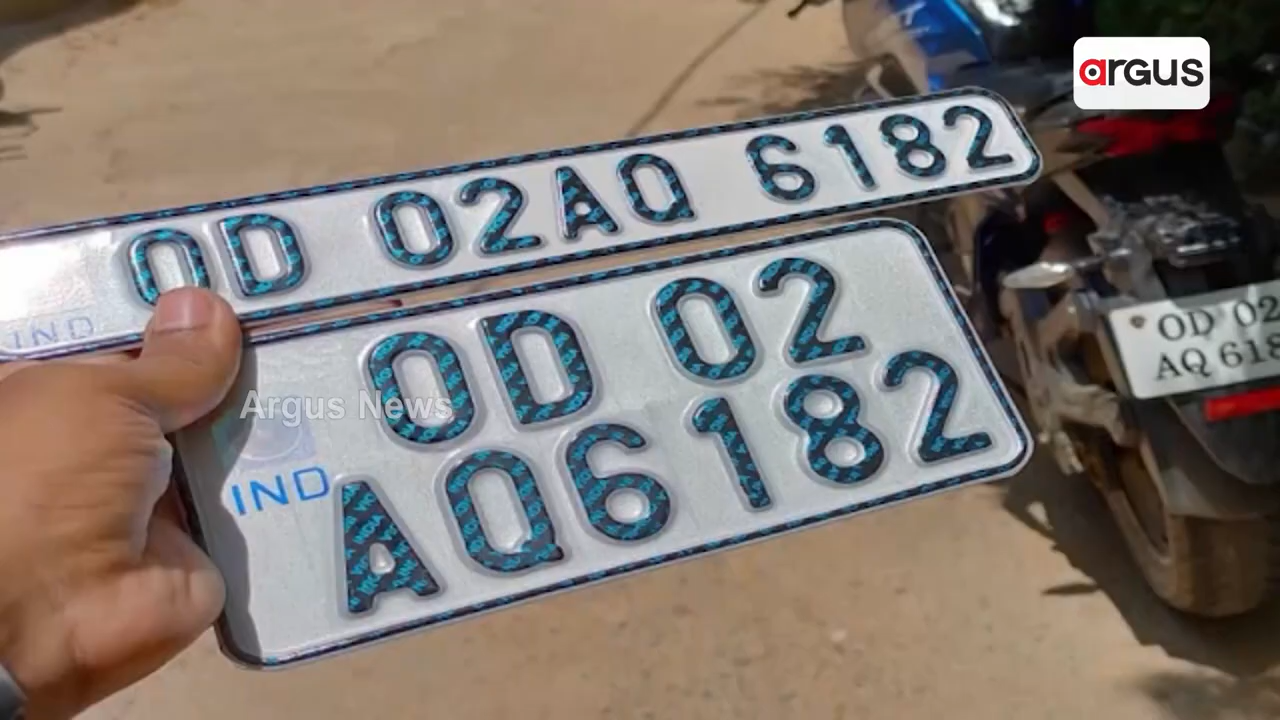 argus
OD 02AQ 6182
IND
OD 02
AQ6182
IND
Argus News
OD 02
AQ 618